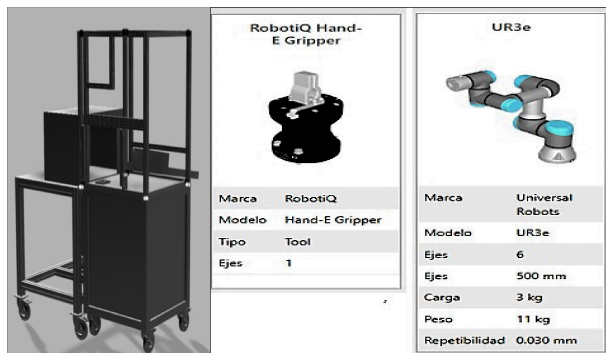 RobotiQ Hand-
E Gripper
Marca RobotiQ
Modelo Hand-E Gripper
Tipo Tool
Ejes 1
UR3e
Marca Universal
Robots
Modelo UR3e
Ejes 6
Ejes 500 mm
Carga 3 kg
Peso 11 kg
Repetibilidad 0.030 mm